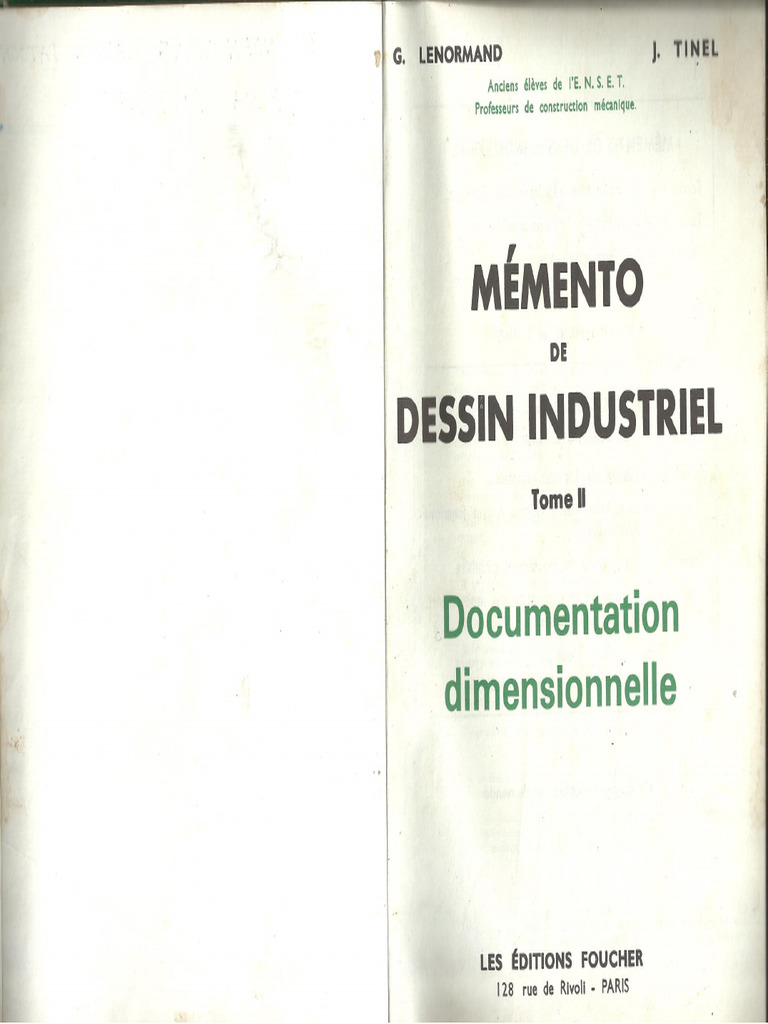 G. LENORMAND J. TINEL
Anciens élèves de l'E. N. S. E. T.
Professeurs de construction mécanique.
MÉMENTO
DE
DESSIN INDUSTRIEL
Tome II
Documentation
dimensionnelle
LES ÉDITIONS FOUCHER
128 rue de Rivoli - PARIS